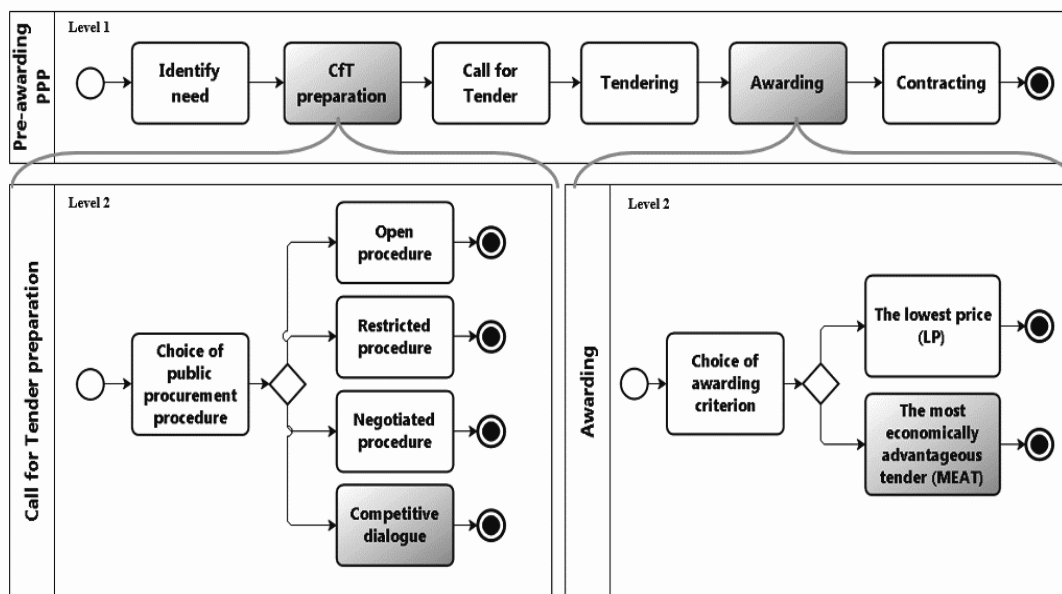 Pre-awarding
PPP
Level 1
Identify
need
CfT
preparation
Call for
Tender
Tendering
Awarding
Contracting
Call for Tender preparation
Level 2
Choice of
public
procurement
procedure
Open
procedure
Restricted
procedure
Negotiated
procedure
Competitive
dialogue
Awarding
Level 2
Choice of
awarding
criterion
The lowest price
(LP)
The most
economically
advantageous
tender (MEAT)